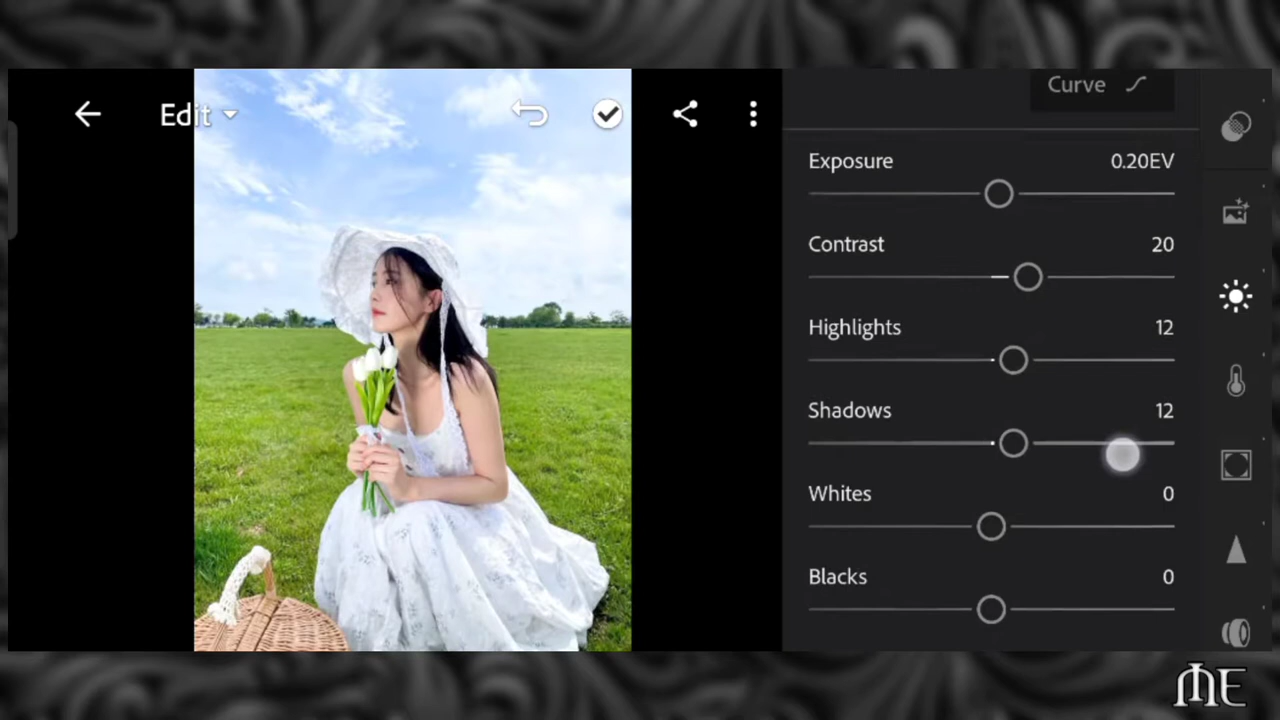 Edit
Curve
Exposure 0.20EV
Contrast 20
Highlights 12
Shadows 12
Whites 0
Blacks 0
ME